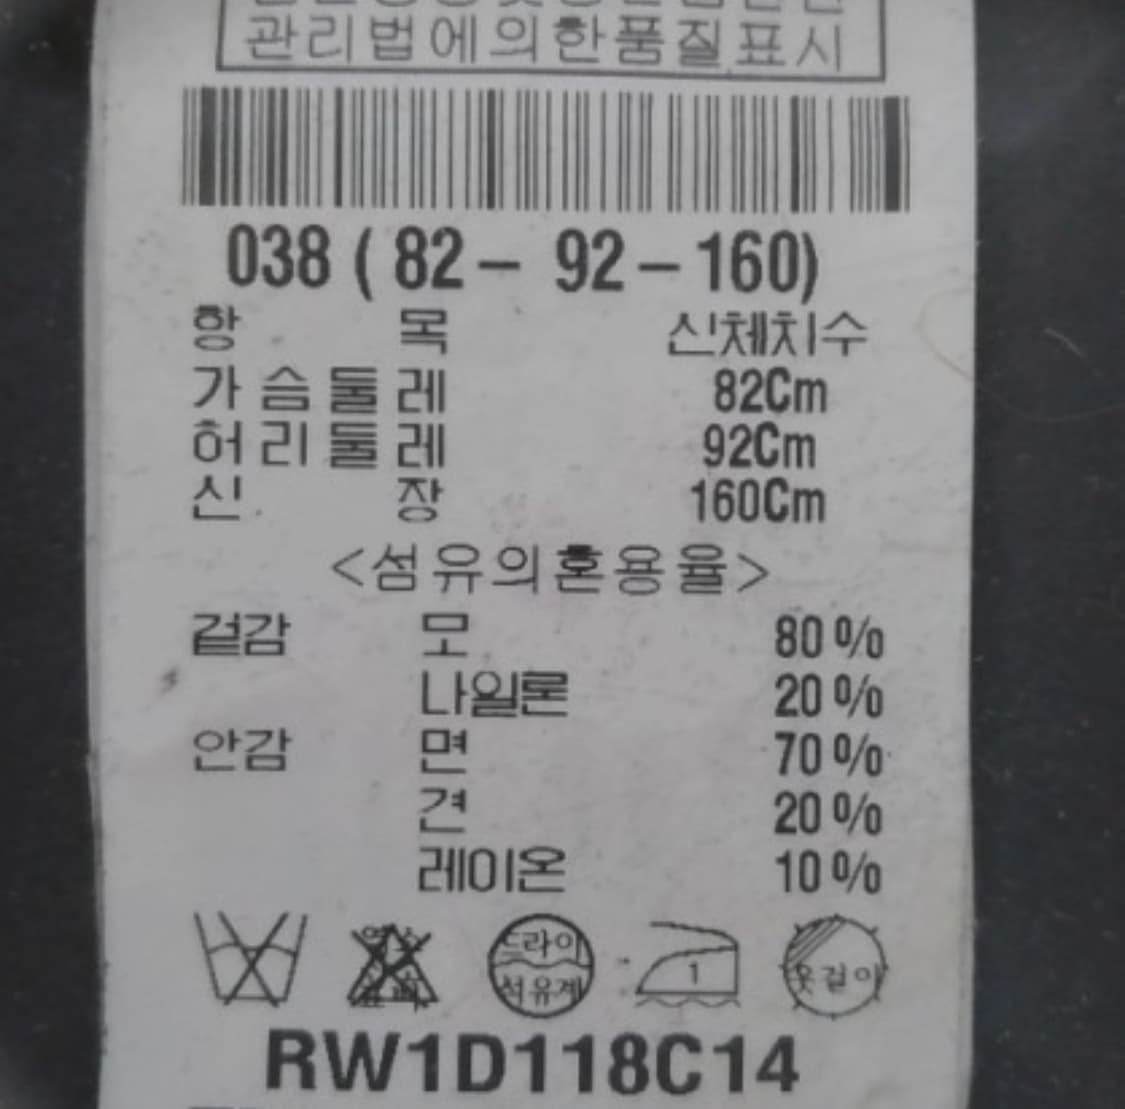 관리법에의한품질표시
038 ( 82 - 92 - 160)
항 목 신체치수
가슴둘레 82Cm
허리둘레 92Cm
신 장 160Cm
<섬유의혼용율>
겉감 모 80%
나일론 20%
안감 면 70%
견 20%
레이온 10%
드라이
석유계
1
옷걸이
RW1D118C14